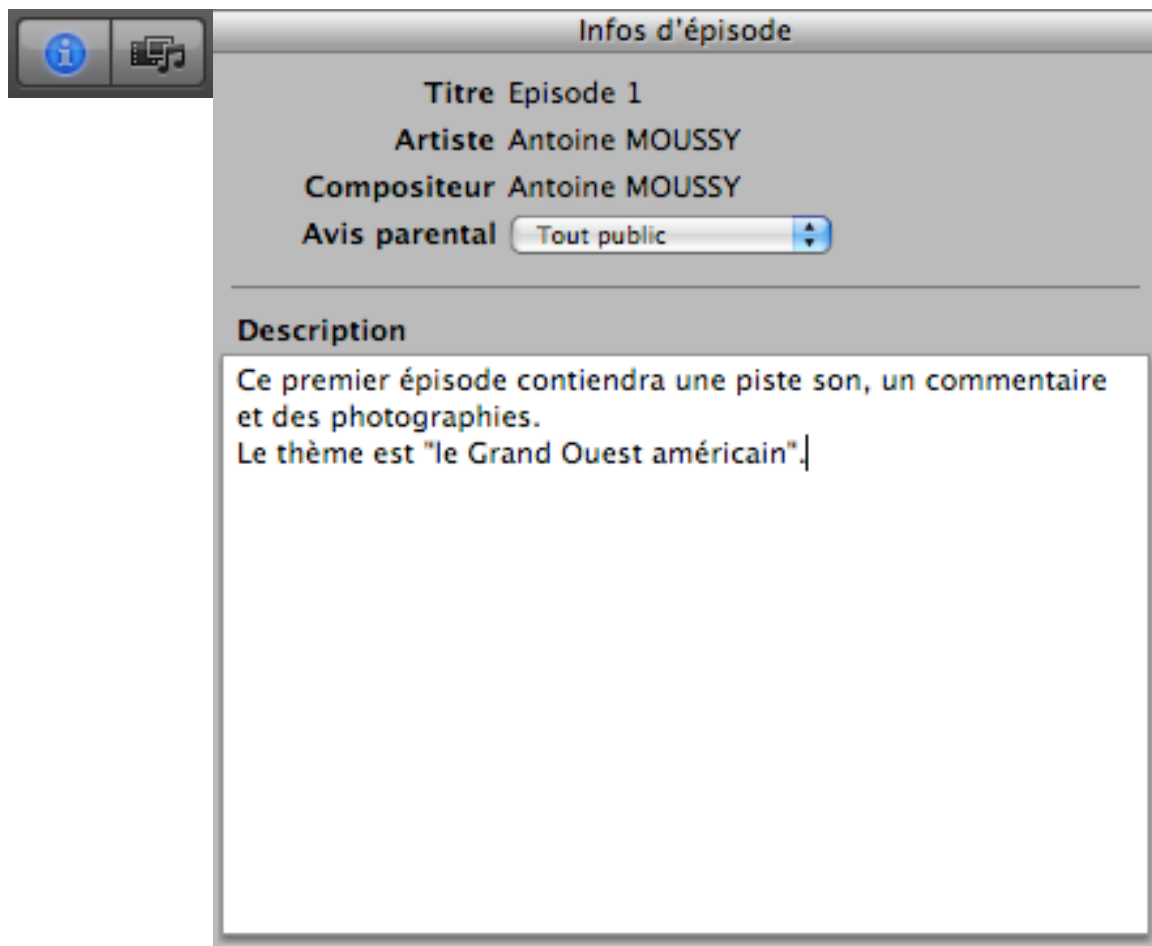 Infos d'épisode
Titre Episode 1
Artiste Antoine MOUSSY
Compositeur Antoine MOUSSY
Avis parental Tout public
Description
Ce premier épisode contiendra une piste son, un commentaire
et des photographies.
Le thème est "le Grand Ouest américain".